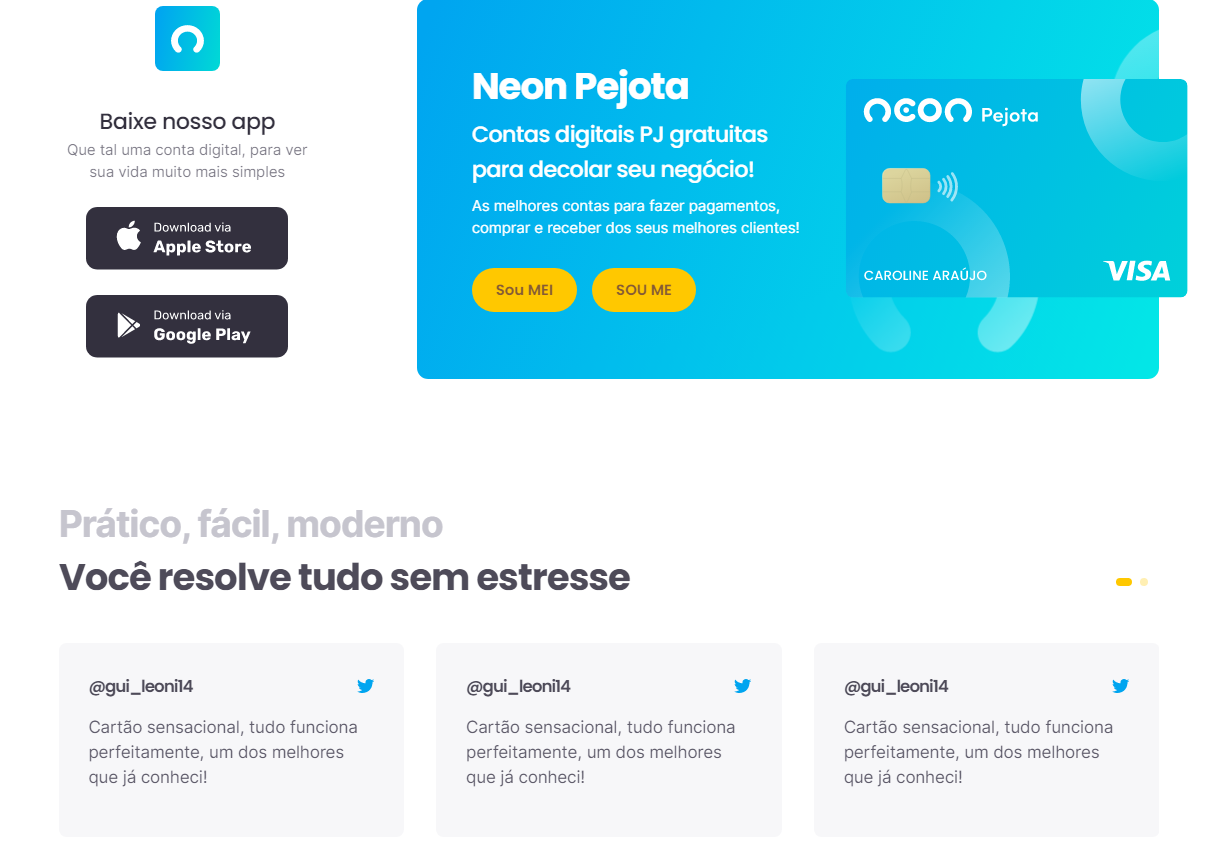 Baixe nosso app
Que tal uma conta digital, para ver
sua vida muito mais simples
Download via
Apple Store
Download via
Google Play
Neon Pejota
Contas digitais PJ gratuitas
para decolar seu negócio!
As melhores contas para fazer pagamentos,
comprar e receber dos seus melhores clientes!
Sou MEI
SOU ME
neon Pejota
CAROLINE ARAÚJO
VISA
Prático, fácil, moderno
Você resolve tudo sem estresse
@gui_leoni14
Cartão sensacional, tudo funciona
perfeitamente, um dos melhores
que já conheci!
@gui_leoni14
Cartão sensacional, tudo funciona
perfeitamente, um dos melhores
que já conheci!
@gui_leoni14
Cartão sensacional, tudo funciona
perfeitamente, um dos melhores
que já conheci!